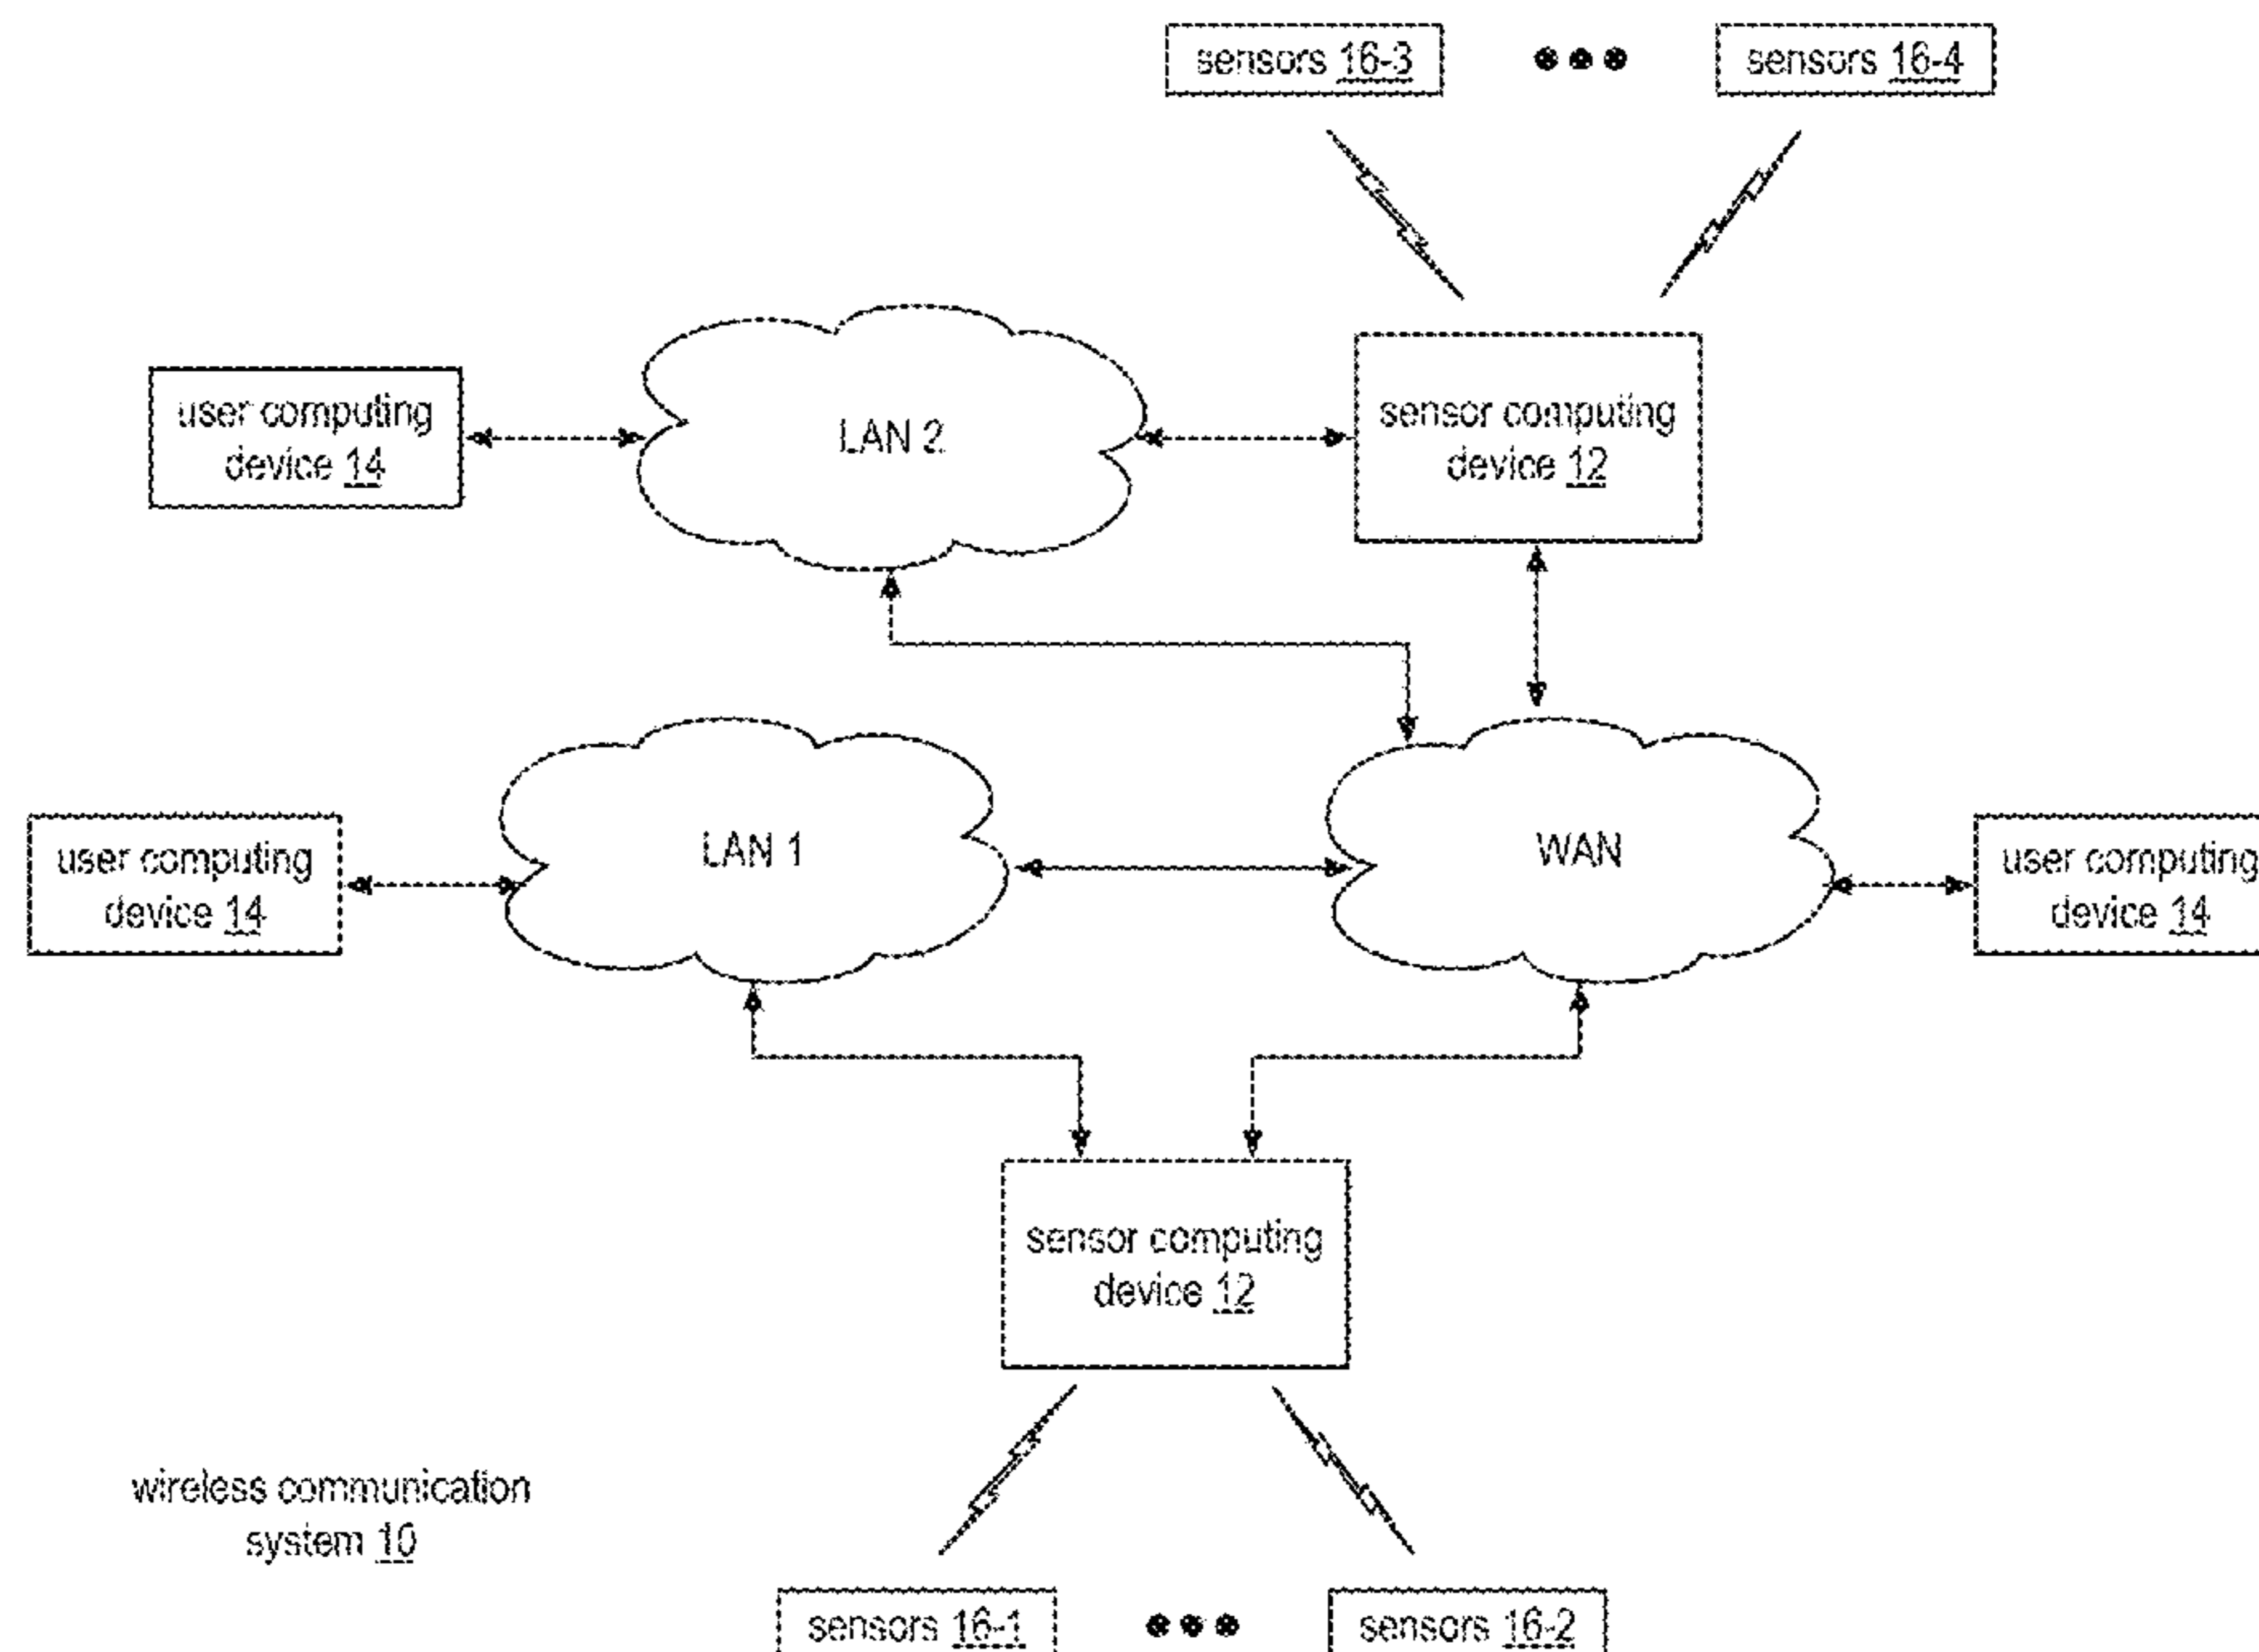 sensors 16-3
sensors 16-4
user computing
device 14
LAN 2
sensor computing
device 12
user computing
device 14
LAN 1
WAN
user computing
device 14
sensor computing
device 12
wireless communication
system 10
sensors 16-1
sensors 16-2